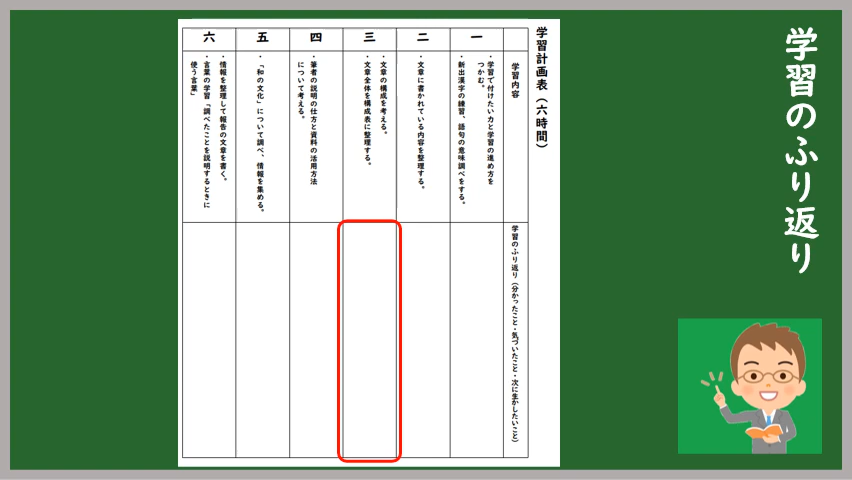 学習のふり返り
学習計画表(六時間)
学習内容
学習のふり返り(分かったこと・気づいたこと・次に生かしたいこと)
一
・学習で付けたい力と学習の進め方を
つかむ。
・新出漢字の練習、語句の意味調べをする。
二
・文章に書かれている内容を整理する。
三
・文章の構成を考える。
・文章全体を構成表に整理する。
四
・筆者の説明の仕方と資料の活用方法
について考える。
五
・「和の文化」について調べ、情報を集める。
六
・情報を整理して報告の文章を書く。
・言葉の学習「調べたことを説明するときに
使う言葉」